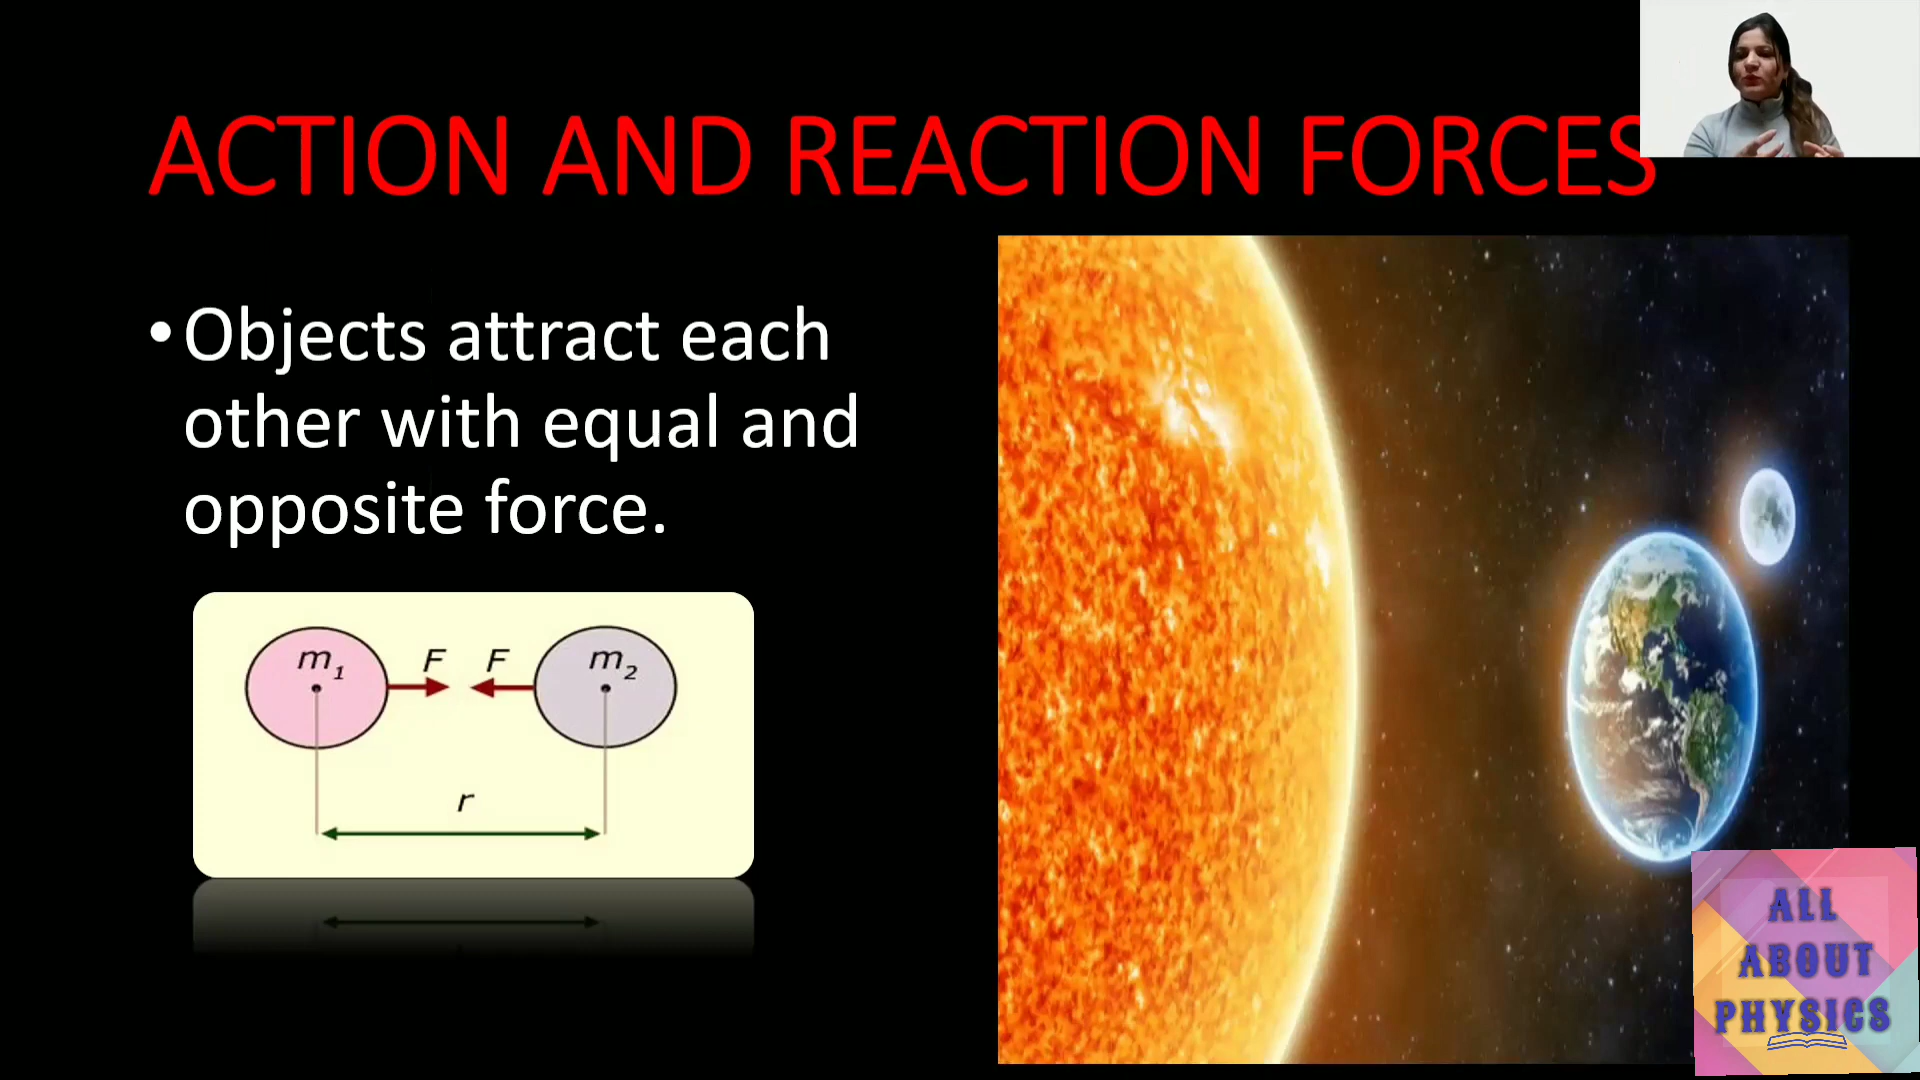 ACTION AND REACTION FORCES
• Objects attract each
other with equal and
opposite force.
m₁ F F m₂
r
ALL
ABOUT
PHYSICS